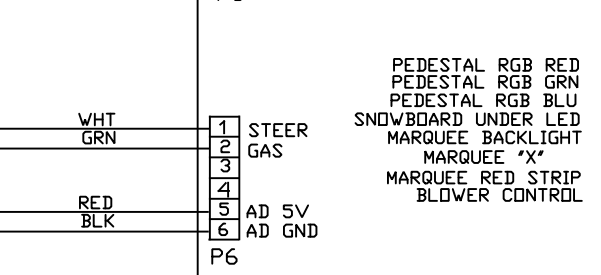 WHT
GRN
1 STEER
2 GAS
3
4
RED
BLK
5 AD 5V
6 AD GND
P6
PEDESTAL RGB RED
PEDESTAL RGB GRN
PEDESTAL RGB BLU
SNOWBOARD UNDER LED
MARQUEE BACKLIGHT
MARQUEE "X"
MARQUEE RED STRIP
BLOWER CONTROL